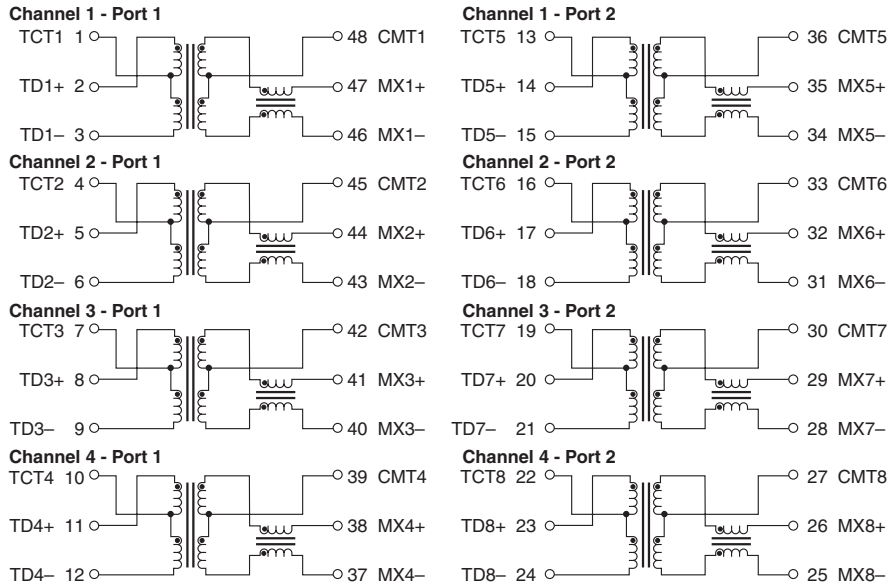 Channel 1 - Port 1
TCT1 1 48 CMT1
TD1+ 2 47 MX1+
TD1– 3 46 MX1–
Channel 2 - Port 1
TCT2 4 45 CMT2
TD2+ 5 44 MX2+
TD2– 6 43 MX2–
Channel 3 - Port 1
TCT3 7 42 CMT3
TD3+ 8 41 MX3+
TD3– 9 40 MX3–
Channel 4 - Port 1
TCT4 10 39 CMT4
TD4+ 11 38 MX4+
TD4– 12 37 MX4–
Channel 1 - Port 2
TCT5 13 36 CMT5
TD5+ 14 35 MX5+
TD5– 15 34 MX5–
Channel 2 - Port 2
TCT6 16 33 CMT6
TD6+ 17 32 MX6+
TD6– 18 31 MX6–
Channel 3 - Port 2
TCT7 19 30 CMT7
TD7+ 20 29 MX7+
TD7– 21 28 MX7–
Channel 4 - Port 2
TCT8 22 27 CMT8
TD8+ 23 26 MX8+
TD8– 24 25 MX8–